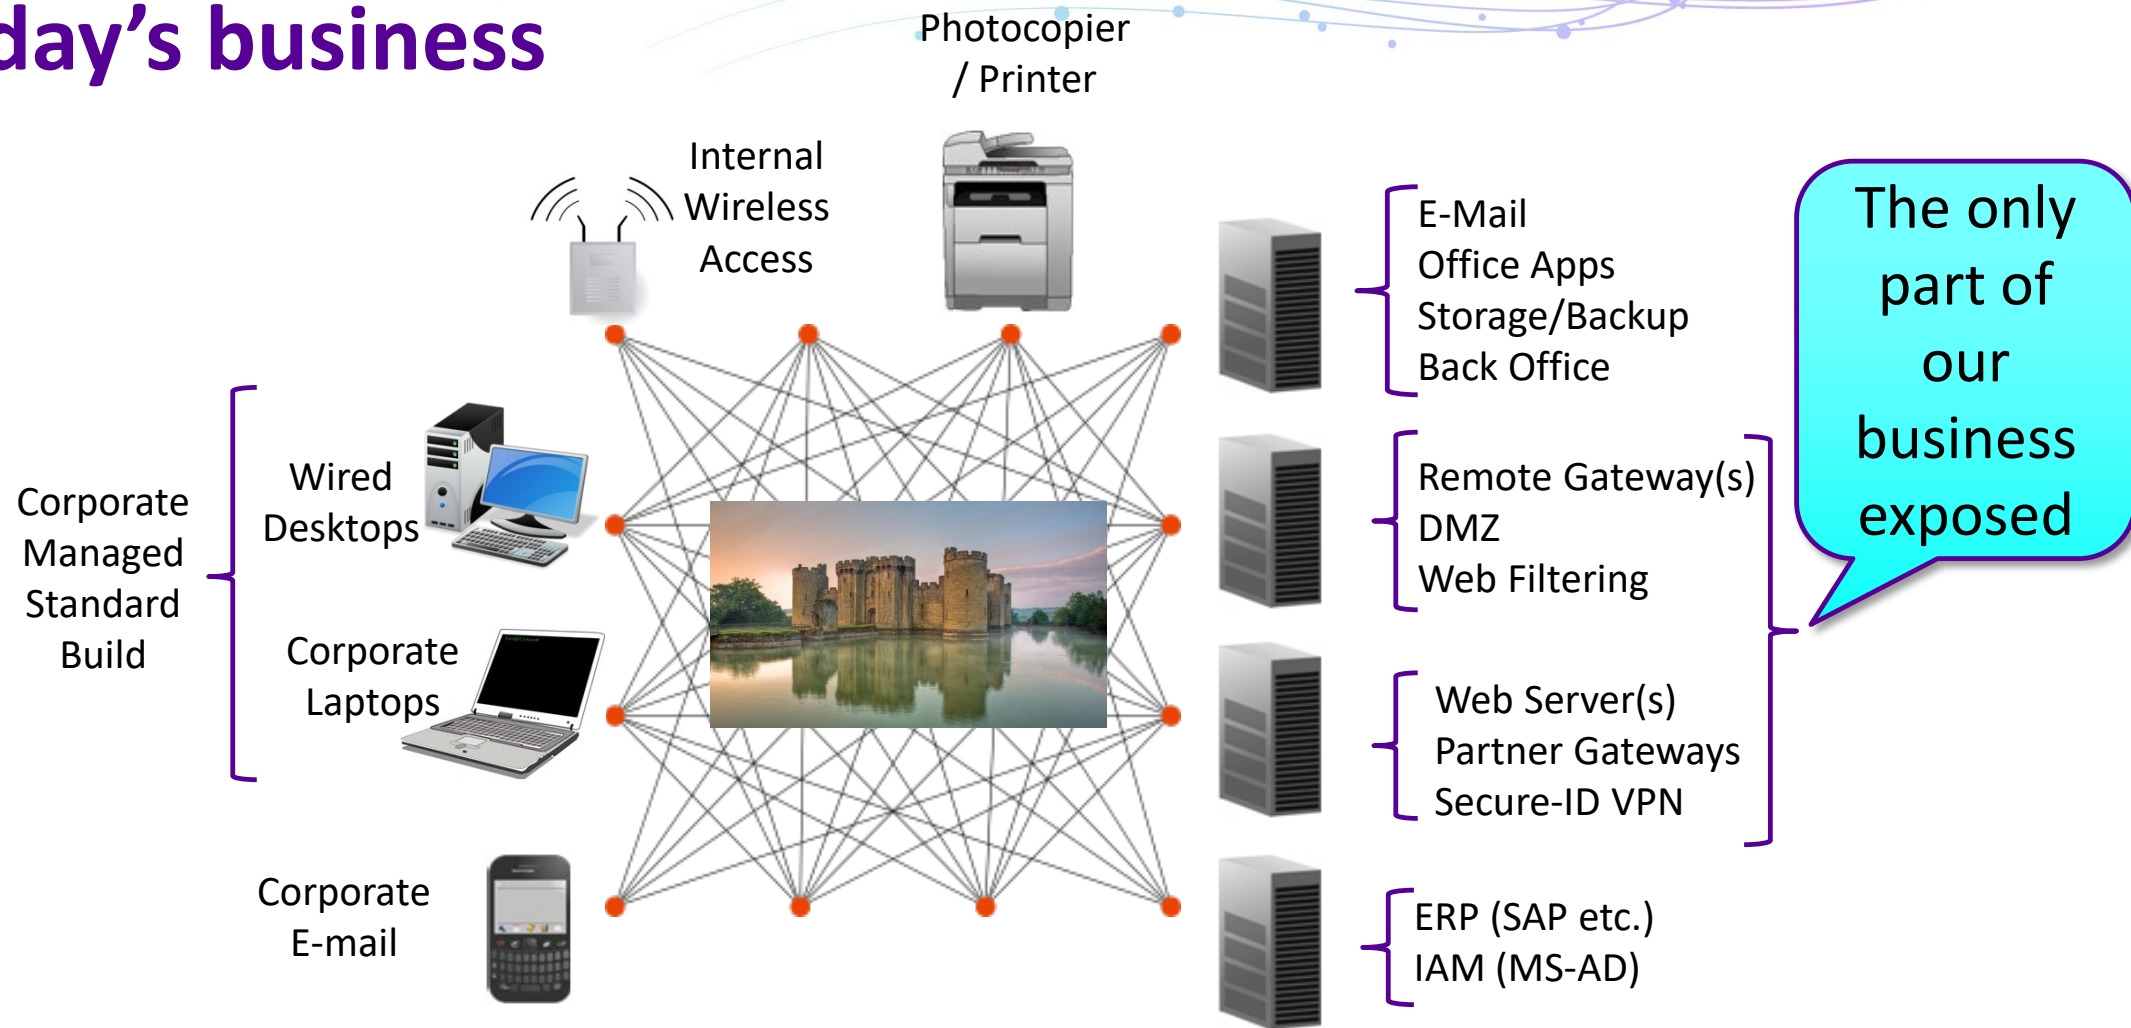 day’s business
Photocopier
/ Printer
Internal
Wireless
Access
E-Mail
Office Apps
Storage/Backup
Back Office
The only
part of
our
business
exposed
Corporate
Managed
Standard
Build
Wired
Desktops
Remote Gateway(s)
DMZ
Web Filtering
Corporate
Laptops
Web Server(s)
Partner Gateways
Secure-ID VPN
Corporate
E-mail
ERP (SAP etc.)
IAM (MS-AD)